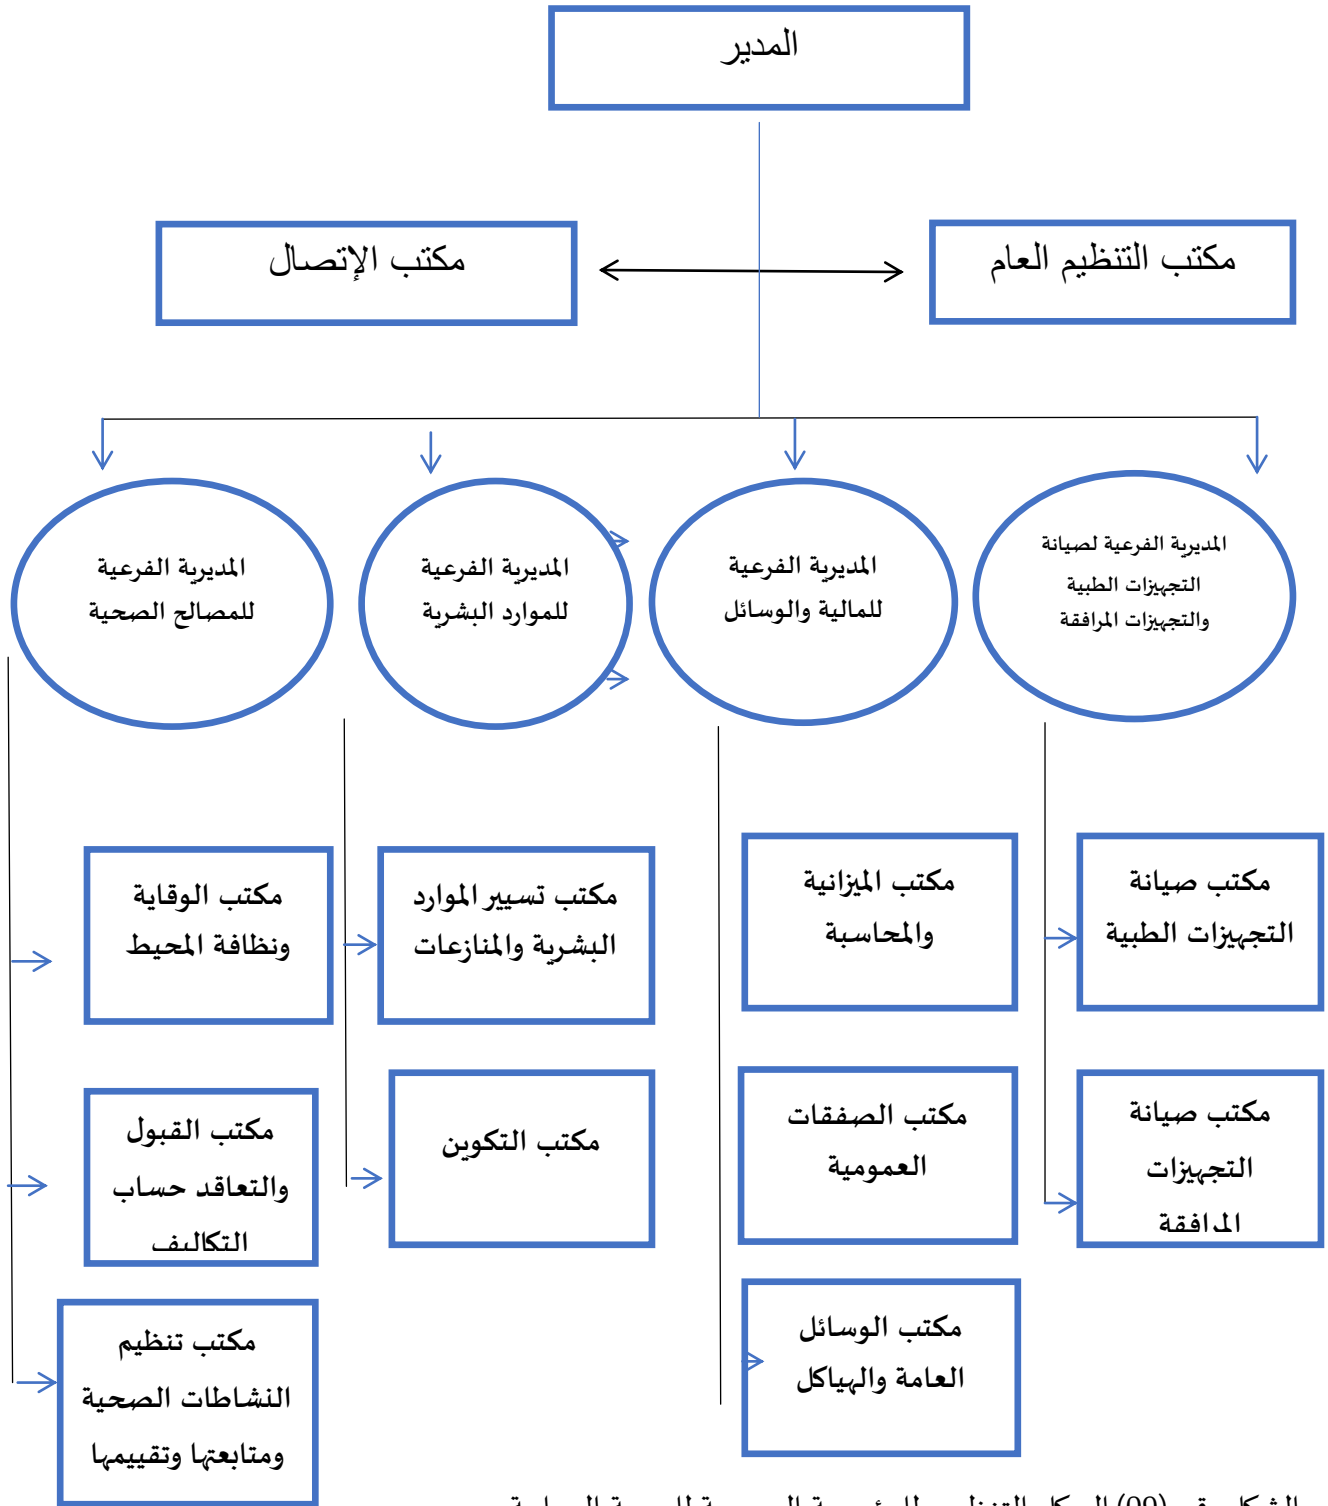 المدير
مكتب التنظيم العام
مكتب الإتصال
المديرية الفرعية لصيانة
التجهيزات الطبية
والتجهيزات المرافقة
المديرية الفرعية
للمالية والوسائل
المديرية الفرعية
للموارد البشرية
المديرية الفرعية
للمصالح الصحية
مكتب صيانة
التجهيزات الطبية
مكتب الميزانية
والمحاسبة
مكتب تسيير الموارد
البشرية والمنازعات
مكتب الوقاية
ونظافة المحيط
مكتب صيانة
التجهيزات
المرافقة
مكتب الصفقات
العمومية
مكتب التكوين
مكتب القبول
والتعاقد حساب
التكاليف
مكتب الوسائل
العامة والهياكل
مكتب تنظيم
النشاطات الصحية
ومتابعتها وتقييمها
(09)